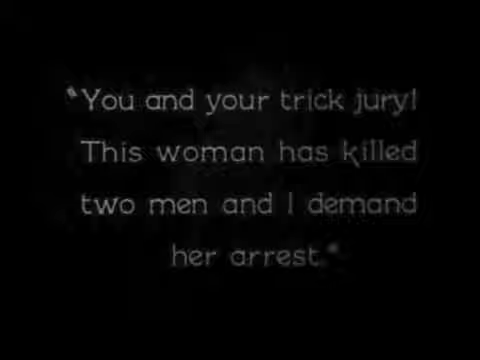 "You and your trick jury!
This woman has killed
two men and I demand
her arrest."